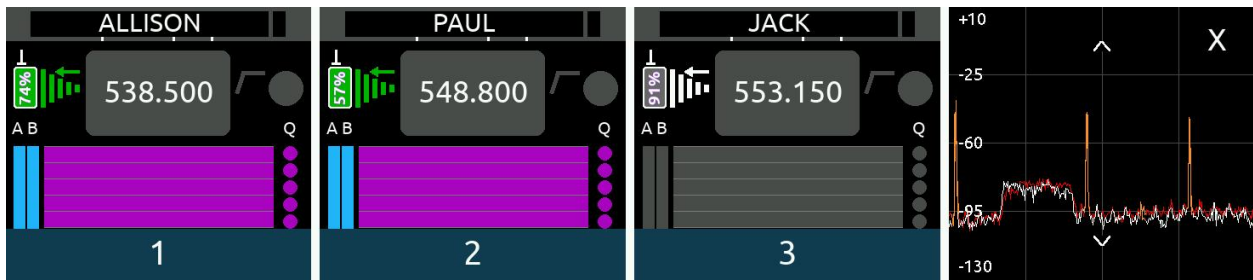 ALLISON
74%
538.500
A B
Q
1
PAUL
57%
548.800
A B
Q
2
JACK
91%
553.150
A B
Q
3
+10
X
-25
-60
-95
-130